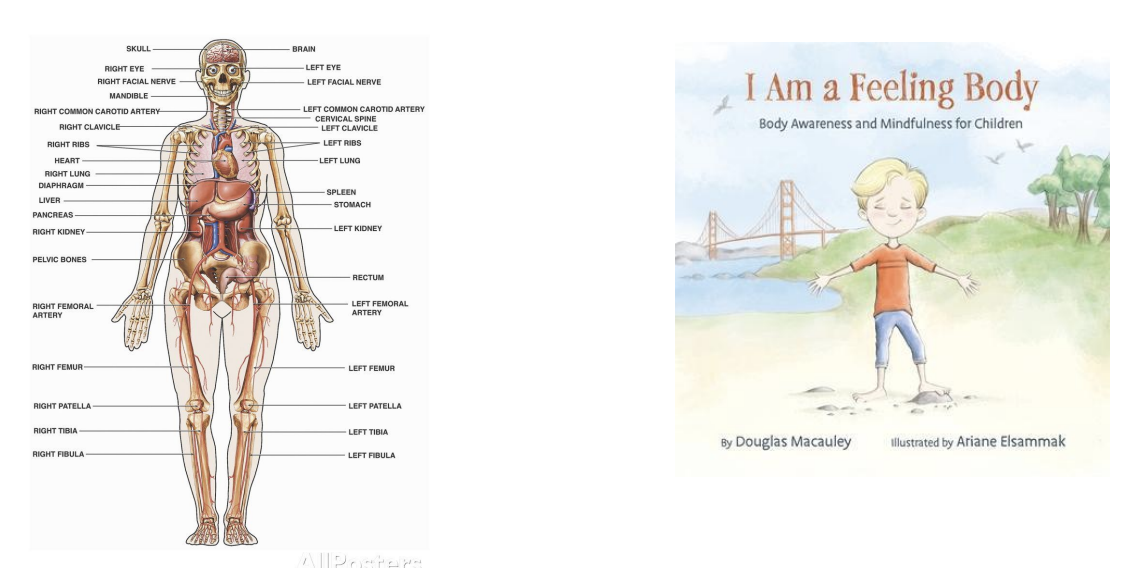 SKULL
BRAIN
RIGHT EYE
LEFT EYE
RIGHT FACIAL NERVE
LEFT FACIAL NERVE
MANDIBLE
RIGHT COMMON CAROTID ARTERY
LEFT COMMON CAROTID ARTERY
CERVICAL SPINE
RIGHT CLAVICLE
LEFT CLAVICLE
RIGHT RIBS
LEFT RIBS
HEART
LEFT LUNG
RIGHT LUNG
DIAPHRAGM
SPLEEN
LIVER
STOMACH
PANCREAS
RIGHT KIDNEY
LEFT KIDNEY
PELVIC BONES
RECTUM
RIGHT FEMORAL
ARTERY
LEFT FEMORAL
ARTERY
RIGHT FEMUR
LEFT FEMUR
RIGHT PATELLA
LEFT PATELLA
RIGHT TIBIA
LEFT TIBIA
RIGHT FIBULA
LEFT FIBULA
AllPosters
I Am a Feeling Body
Body Awareness and Mindfulness for Children
By Douglas Macauley
Illustrated by Ariane Elsammak